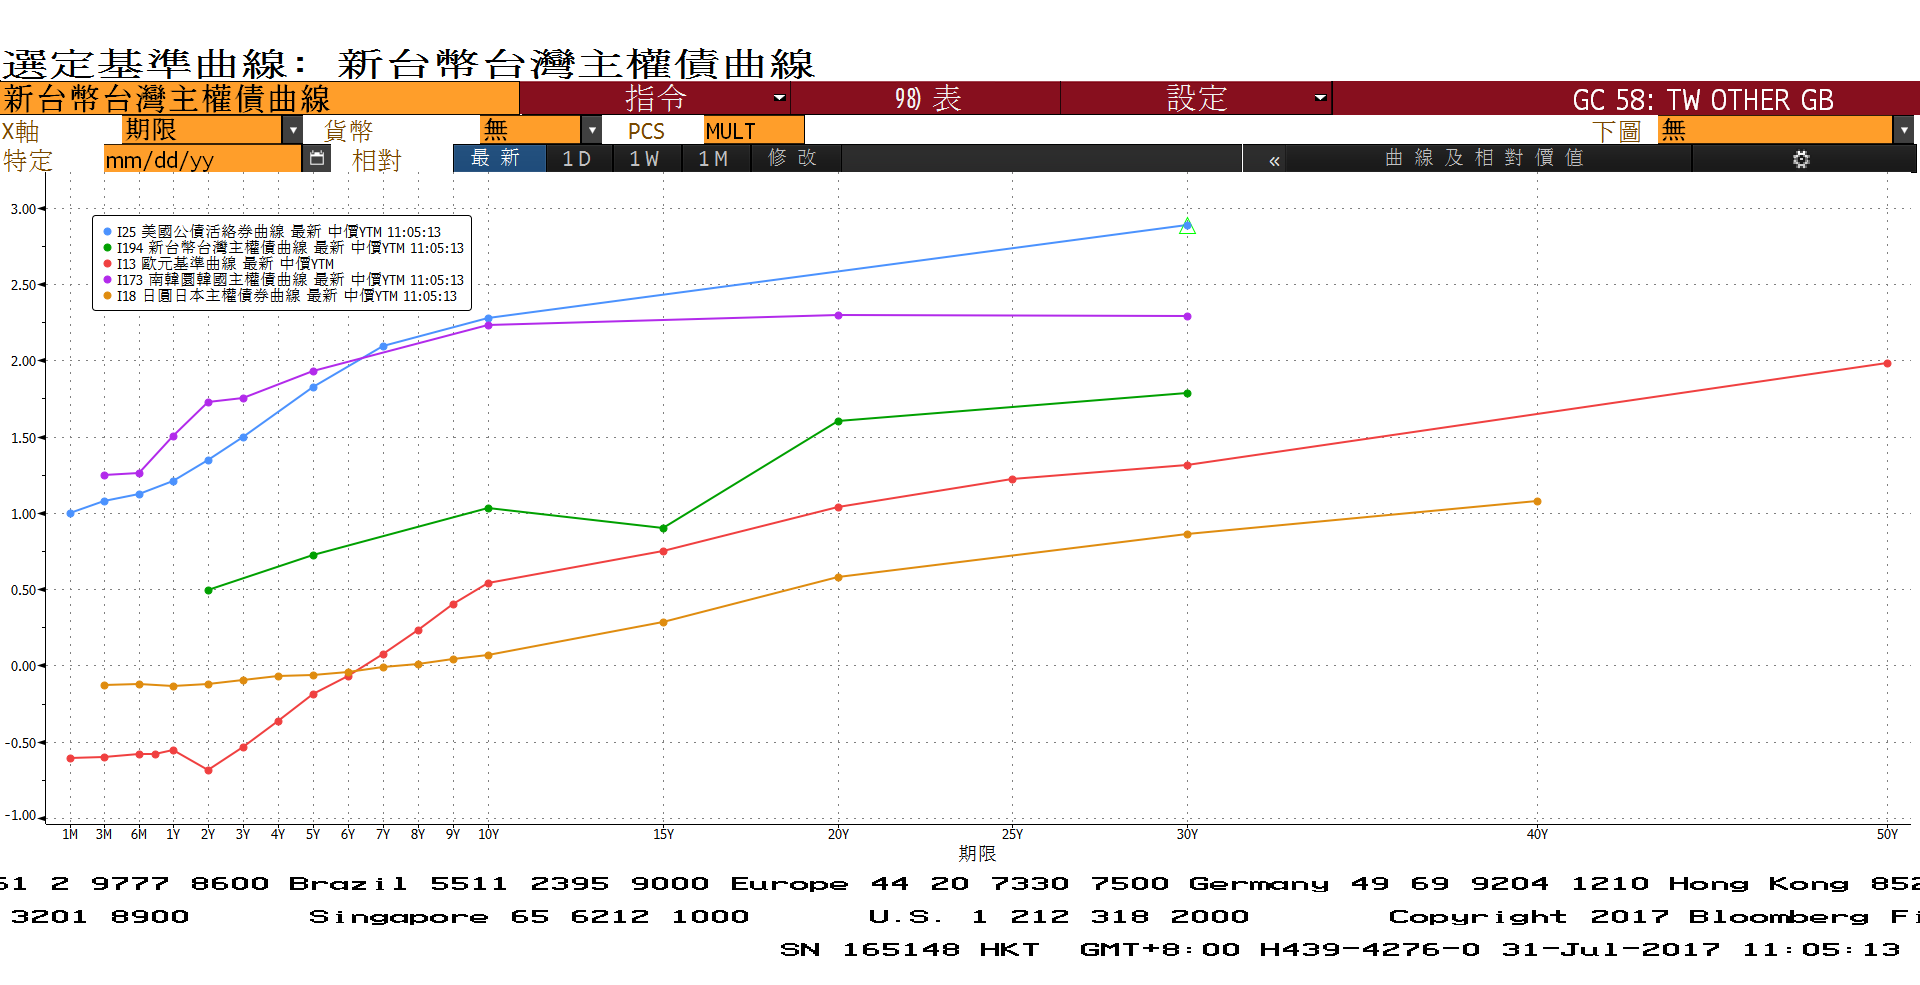 選定基準曲線: 新台幣台灣主權債曲線
新台幣台灣主權債曲線 指令 98) 表 設定 GC 58: TW OTHER GB
X軸 期限 貨幣 無 PCS MULT 下圖 無
特定 mm/dd/yy 相對 最新 1D 1W 1M 修改 « 曲線及相對價值
3.00
I25 美國公債活絡券曲線 最新 中價YTM 11:05:13
I194 新台幣台灣主權債曲線 最新 中價YTM 11:05:13
I13 歐元基準曲線 最新 中價YTM
I173 南韓圜韓國主權債曲線 最新 中價YTM 11:05:13
I18 日圓日本主權債券曲線 最新 中價YTM 11:05:13
2.50
2.00
1.50
1.00
0.50
0.00
-0.50
-1.00
1M 3M 6M 1Y 2Y 3Y 4Y 5Y 6Y 7Y 8Y 9Y 10Y 15Y 20Y 25Y 30Y 40Y 50Y
期限
61 2 9777 8600 Brazil 5511 2395 9000 Europe 44 20 7330 7500 Germany 49 69 9204 1210 Hong Kong 852
3201 8900 Singapore 65 6212 1000 U.S. 1 212 318 2000 Copyright 2017 Bloomberg Fi
SN 165148 HKT GMT+8:00 H439-4276-0 31-Jul-2017 11:05:13